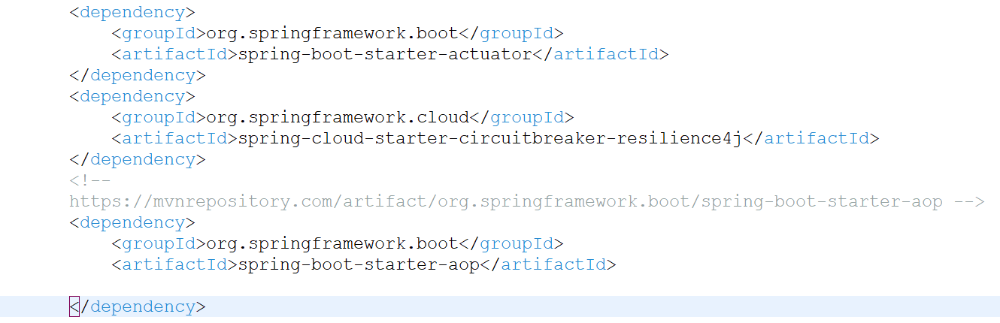 <dependency>
<groupId>org.springframework.boot</groupId>
<artifactId>spring-boot-starter-actuator</artifactId>
</dependency>
<dependency>
<groupId>org.springframework.cloud</groupId>
<artifactId>spring-cloud-starter-circuitbreaker-resilience4j</artifactId>
</dependency>
<!--
https://mvnrepository.com/artifact/org.springframework.boot/spring-boot-starter-aop -->
<dependency>
<groupId>org.springframework.boot</groupId>
<artifactId>spring-boot-starter-aop</artifactId>
</dependency>